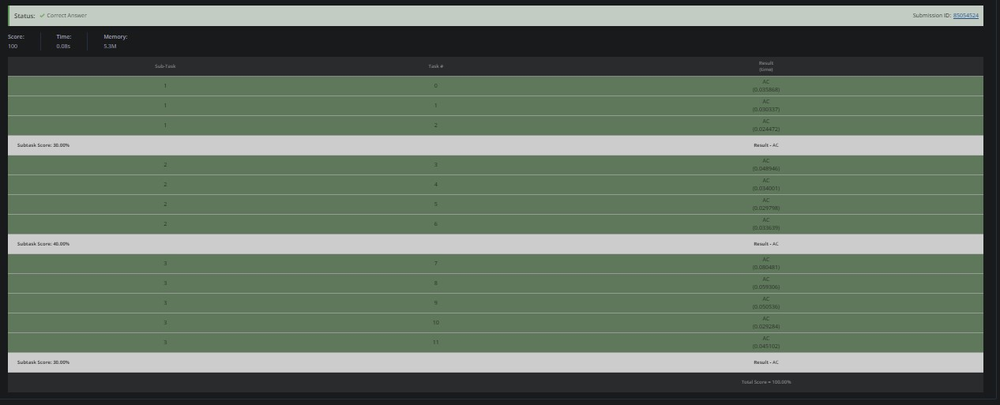 Status: ✓ Correct Answer Submission ID: 85054524
Score: Time: Memory:
100 0.08s 5.3M
Sub-Task Task # Result
(time)
1 0 AC
(0.035868)
1 1 AC
(0.030337)
1 2 AC
(0.024472)
Subtask Score: 30.00% Result - AC
2 3 AC
(0.048946)
2 4 AC
(0.034001)
2 5 AC
(0.029798)
2 6 AC
(0.033639)
Subtask Score: 40.00% Result - AC
3 7 AC
(0.080481)
3 8 AC
(0.059306)
3 9 AC
(0.050536)
3 10 AC
(0.029284)
3 11 AC
(0.045102)
Subtask Score: 30.00% Result - AC
Total Score = 100.00%